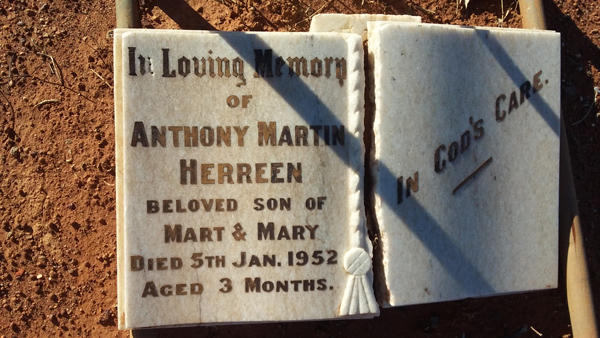 In Loving Memory
OF
ANTHONY MARTIN
HERREEN
BELOVED SON OF
MART & MARY
DIED 5TH JAN. 1952
AGED 3 MONTHS.
IN GOD'S CARE.